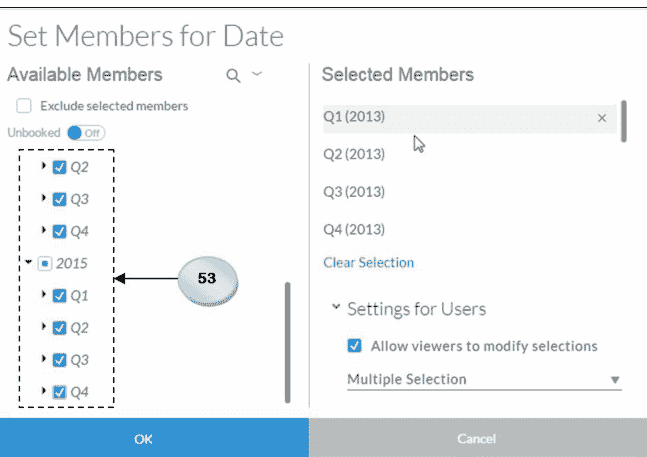 Set Members for Date
Available Members
Exclude selected members
Unbooked Off
Q2
Q3
Q4
2015
Q1
Q2
Q3
Q4
53
Selected Members
Q1 (2013)
Q2 (2013)
Q3 (2013)
Q4 (2013)
Clear Selection
Settings for Users
Allow viewers to modify selections
Multiple Selection
OK
Cancel